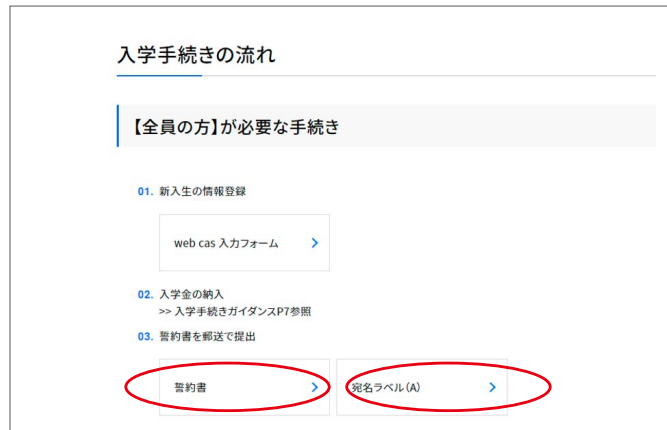 入学手続きの流れ
【全員の方】が必要な手続き
01. 新入生の情報登録
web cas 入力フォーム
02. 入学金の納入
>> 入学手続きガイダンスP7参照
03. 誓約書を郵送で提出
誓約書
宛名ラベル(A)